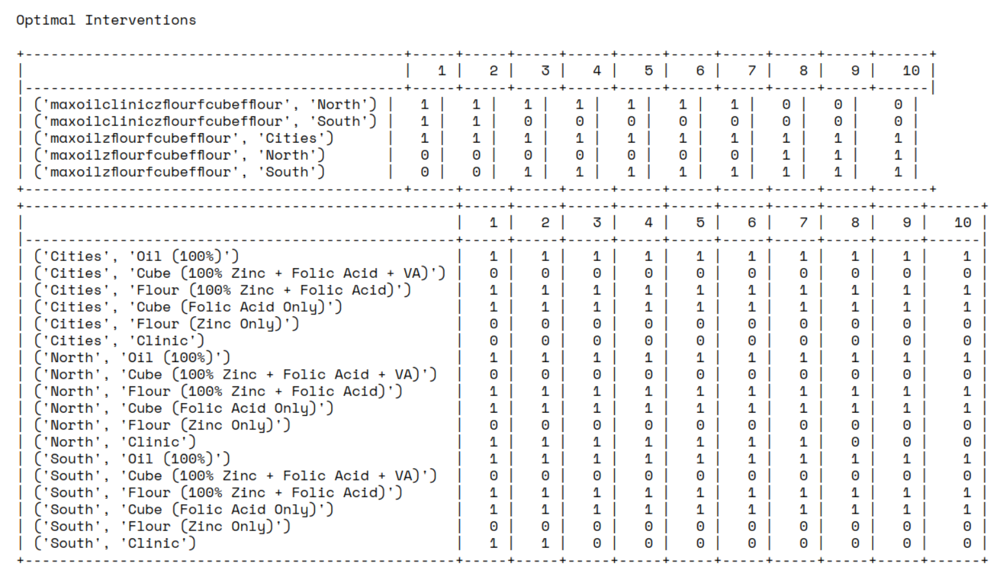 Optimal Interventions
+--------------------------------------------+-----+-----+-----+-----+-----+-----+-----+-----+-----+------+
|                                            |   1 |   2 |   3 |   4 |   5 |   6 |   7 |   8 |   9 |   10 |
|--------------------------------------------+-----+-----+-----+-----+-----+-----+-----+-----+-----+------|
| ('maxoilcliniczflourfcubefflour', 'North') |   1 |   1 |   1 |   1 |   1 |   1 |   1 |   0 |   0 |    0 |
| ('maxoilcliniczflourfcubefflour', 'South') |   1 |   1 |   0 |   0 |   0 |   0 |   0 |   0 |   0 |    0 |
| ('maxoilzflourfcubefflour', 'Cities')      |   1 |   1 |   1 |   1 |   1 |   1 |   1 |   1 |   1 |    1 |
| ('maxoilzflourfcubefflour', 'North')       |   0 |   0 |   0 |   0 |   0 |   0 |   0 |   1 |   1 |    1 |
| ('maxoilzflourfcubefflour', 'South')       |   0 |   0 |   1 |   1 |   1 |   1 |   1 |   1 |   1 |    1 |
+--------------------------------------------+-----+-----+-----+-----+-----+-----+-----+-----+-----+------+
+--------------------------------------------------+-----+-----+-----+-----+-----+-----+-----+-----+-----+------+
|                                                  |   1 |   2 |   3 |   4 |   5 |   6 |   7 |   8 |   9 |   10 |
|--------------------------------------------------+-----+-----+-----+-----+-----+-----+-----+-----+-----+------|
| ('Cities', 'Oil (100%)')                         |   1 |   1 |   1 |   1 |   1 |   1 |   1 |   1 |   1 |    1 |
| ('Cities', 'Cube (100% Zinc + Folic Acid + VA)') |   0 |   0 |   0 |   0 |   0 |   0 |   0 |   0 |   0 |    0 |
| ('Cities', 'Flour (100% Zinc + Folic Acid)')     |   1 |   1 |   1 |   1 |   1 |   1 |   1 |   1 |   1 |    1 |
| ('Cities', 'Cube (Folic Acid Only)')             |   1 |   1 |   1 |   1 |   1 |   1 |   1 |   1 |   1 |    1 |
| ('Cities', 'Flour (Zinc Only)')                  |   0 |   0 |   0 |   0 |   0 |   0 |   0 |   0 |   0 |    0 |
| ('Cities', 'Clinic')                             |   0 |   0 |   0 |   0 |   0 |   0 |   0 |   0 |   0 |    0 |
| ('North', 'Oil (100%)')                          |   1 |   1 |   1 |   1 |   1 |   1 |   1 |   1 |   1 |    1 |
| ('North', 'Cube (100% Zinc + Folic Acid + VA)')  |   0 |   0 |   0 |   0 |   0 |   0 |   0 |   0 |   0 |    0 |
| ('North', 'Flour (100% Zinc + Folic Acid)')      |   1 |   1 |   1 |   1 |   1 |   1 |   1 |   1 |   1 |    1 |
| ('North', 'Cube (Folic Acid Only)')              |   1 |   1 |   1 |   1 |   1 |   1 |   1 |   1 |   1 |    1 |
| ('North', 'Flour (Zinc Only)')                   |   0 |   0 |   0 |   0 |   0 |   0 |   0 |   0 |   0 |    0 |
| ('North', 'Clinic')                              |   1 |   1 |   1 |   1 |   1 |   1 |   1 |   0 |   0 |    0 |
| ('South', 'Oil (100%)')                          |   1 |   1 |   1 |   1 |   1 |   1 |   1 |   1 |   1 |    1 |
| ('South', 'Cube (100% Zinc + Folic Acid + VA)')  |   0 |   0 |   0 |   0 |   0 |   0 |   0 |   0 |   0 |    0 |
| ('South', 'Flour (100% Zinc + Folic Acid)')      |   1 |   1 |   1 |   1 |   1 |   1 |   1 |   1 |   1 |    1 |
| ('South', 'Cube (Folic Acid Only)')              |   1 |   1 |   1 |   1 |   1 |   1 |   1 |   1 |   1 |    1 |
| ('South', 'Flour (Zinc Only)')                   |   0 |   0 |   0 |   0 |   0 |   0 |   0 |   0 |   0 |    0 |
| ('South', 'Clinic')                              |   1 |   1 |   0 |   0 |   0 |   0 |   0 |   0 |   0 |    0 |
+--------------------------------------------------+-----+-----+-----+-----+-----+-----+-----+-----+-----+------+